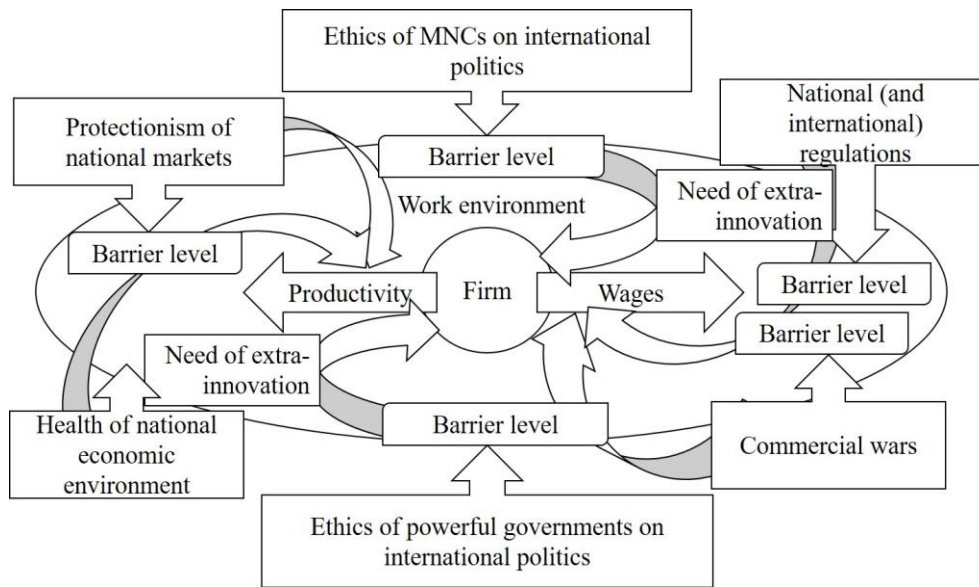 Ethics of MNCs on international
politics
Protectionism of
national markets
National (and
international)
regulations
Barrier level
Need of extra-
innovation
Work environment
Barrier level
Productivity
Firm
Wages
Barrier level
Barrier level
Need of extra-
innovation
Barrier level
Health of national
economic
environment
Commercial wars
Ethics of powerful governments on
international politics